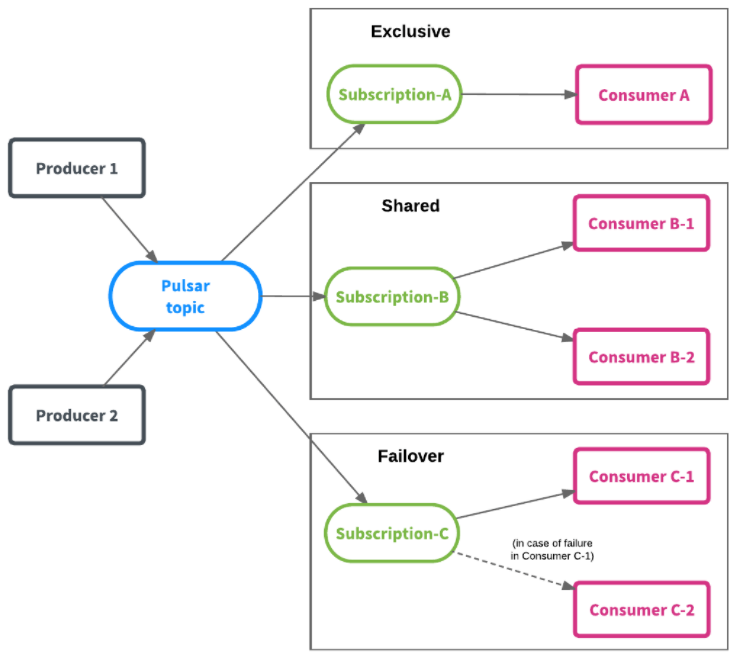 Exclusive
Subscription-A
Consumer A
Producer 1
Shared
Consumer B-1
Pulsar
topic
Subscription-B
Consumer B-2
Producer 2
Failover
Consumer C-1
Subscription-C
(in case of failure
in Consumer C-1)
Consumer C-2